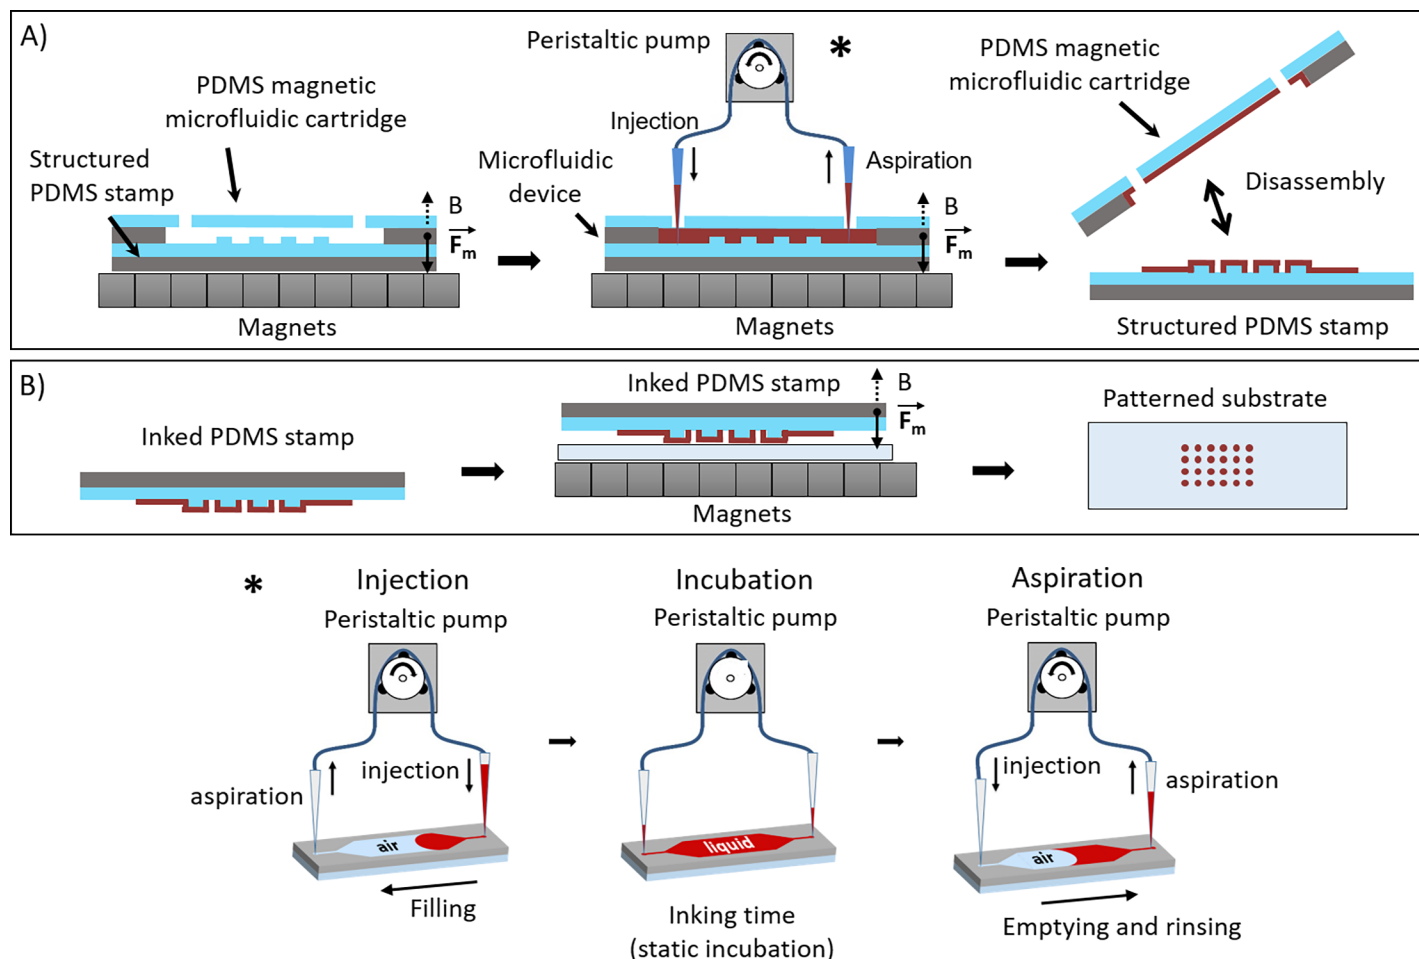 A)
PDMS magnetic
microfluidic cartridge
Structured
PDMS stamp
B
Fm
Magnets
Peristaltic pump
*
Injection
Aspiration
Microfluidic
device
B
Fm
Magnets
PDMS magnetic
microfluidic cartridge
Disassembly
Structured PDMS stamp
B)
Inked PDMS stamp
Inked PDMS stamp
B
Fm
Magnets
Patterned substrate
*
Injection
Peristaltic pump
aspiration
injection
air
Filling
Incubation
Peristaltic pump
liquid
Inking time
(static incubation)
Aspiration
Peristaltic pump
injection
aspiration
air
Emptying and rinsing